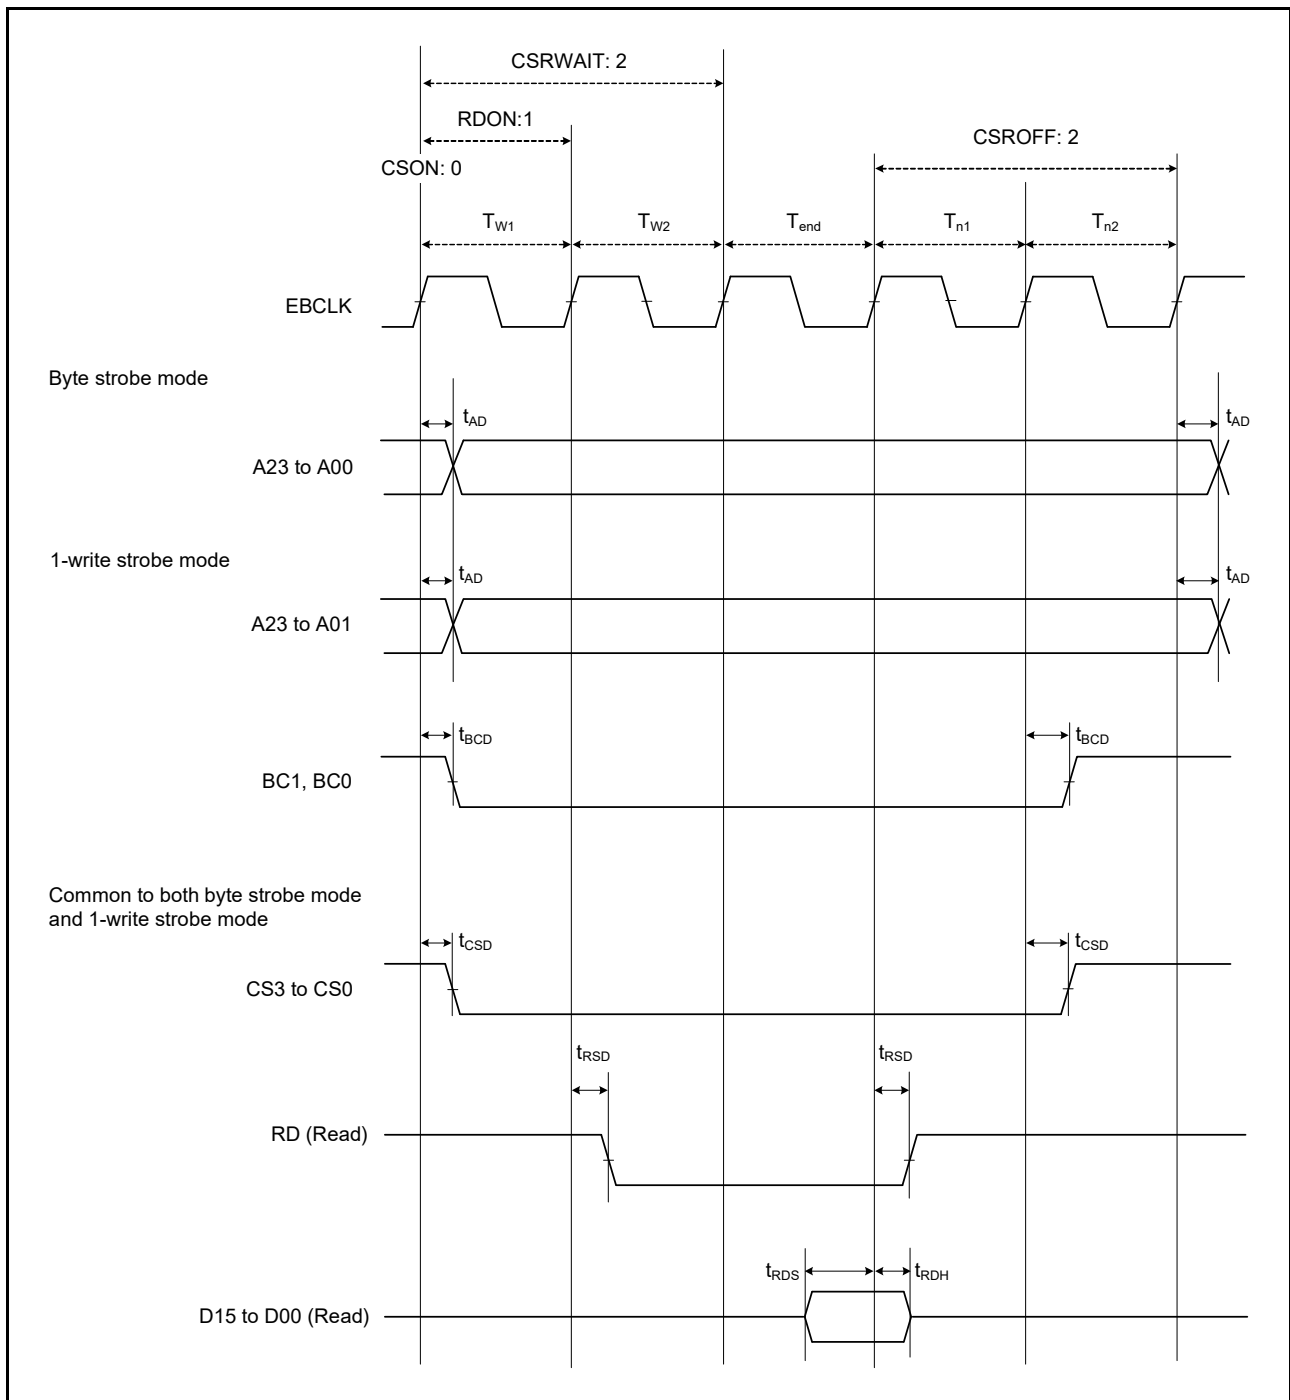 CSRWAIT: 2
RDON:1
CSROFF: 2
CSON: 0
TW1 TW2 Tend Tn1 Tn2
EBCLK
Byte strobe mode
tAD tAD
A23 to A00
1-write strobe mode
tAD tAD
A23 to A01
tBCD tBCD
BC1, BC0
Common to both byte strobe mode
and 1-write strobe mode
tCSD tCSD
CS3 to CS0
tRSD tRSD
RD (Read)
tRDS tRDH
D15 to D00 (Read)